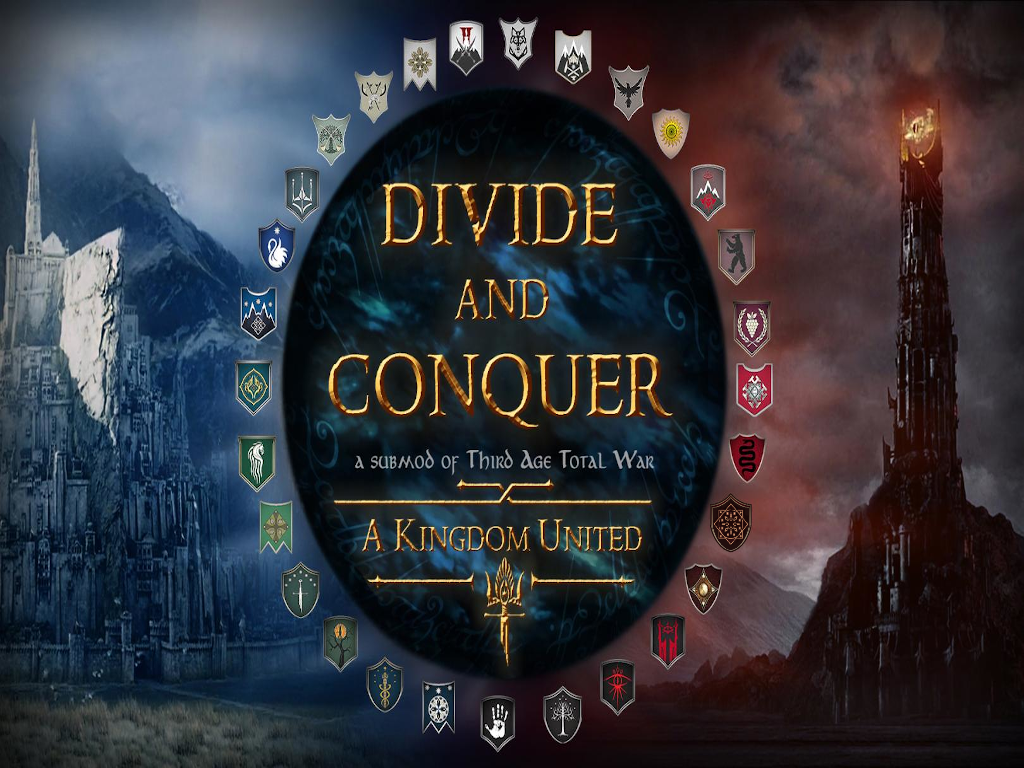 DIVIDE
AND
CONQUER
a submod of Third Age Total War
A Kingdom United